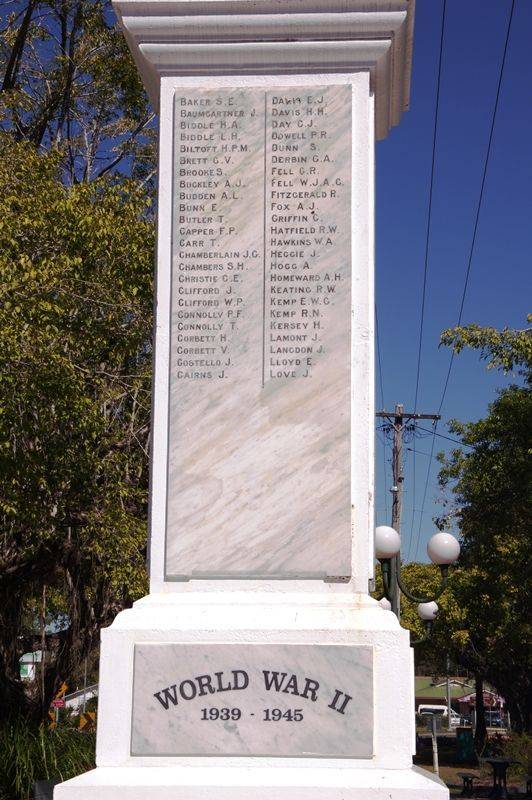 BAKER S.E.
BAUMGARTNER J.
BIDDLE H.A.
BIDDLE L.H.
BILTOFT H.P.M.
BRETT G.V.
BROOKE S.
BUCKLEY A.J.
BUDDEN A.L.
BUNN E.
BUTLER T.
CAPPER F.P.
CARR T.
CHAMBERLAIN J.G.
CHAMBERS S.H.
CHRISTIE C.E.
CLIFFORD J.
CLIFFORD W.P.
CONNOLLY P.F.
CONNOLLY T.
CORBETT H.
CORBETT V.
COSTELLO J.
CAIRNS J.
E.J.
DAVIS H.H.
DAY C.J.
DOWELL P.R.
DUNN S.
DERBIN G.A.
FELL G.R.
FELL W.J.A.G.
FITZGERALD R.
FOX A.J.
GRIFFIN C.
HATFIELD R.W.
HAWKINS W.A.
HEGGIE J.
HOGG A.
HOMEWARD A.H.
KEATING R.W.
KEMP E.W.G.
KEMP R.N.
KERSEY H.
LAMONT J.
LANGDON J.
LLOYD E.
LOVE J.
WORLD WAR II
1939 - 1945